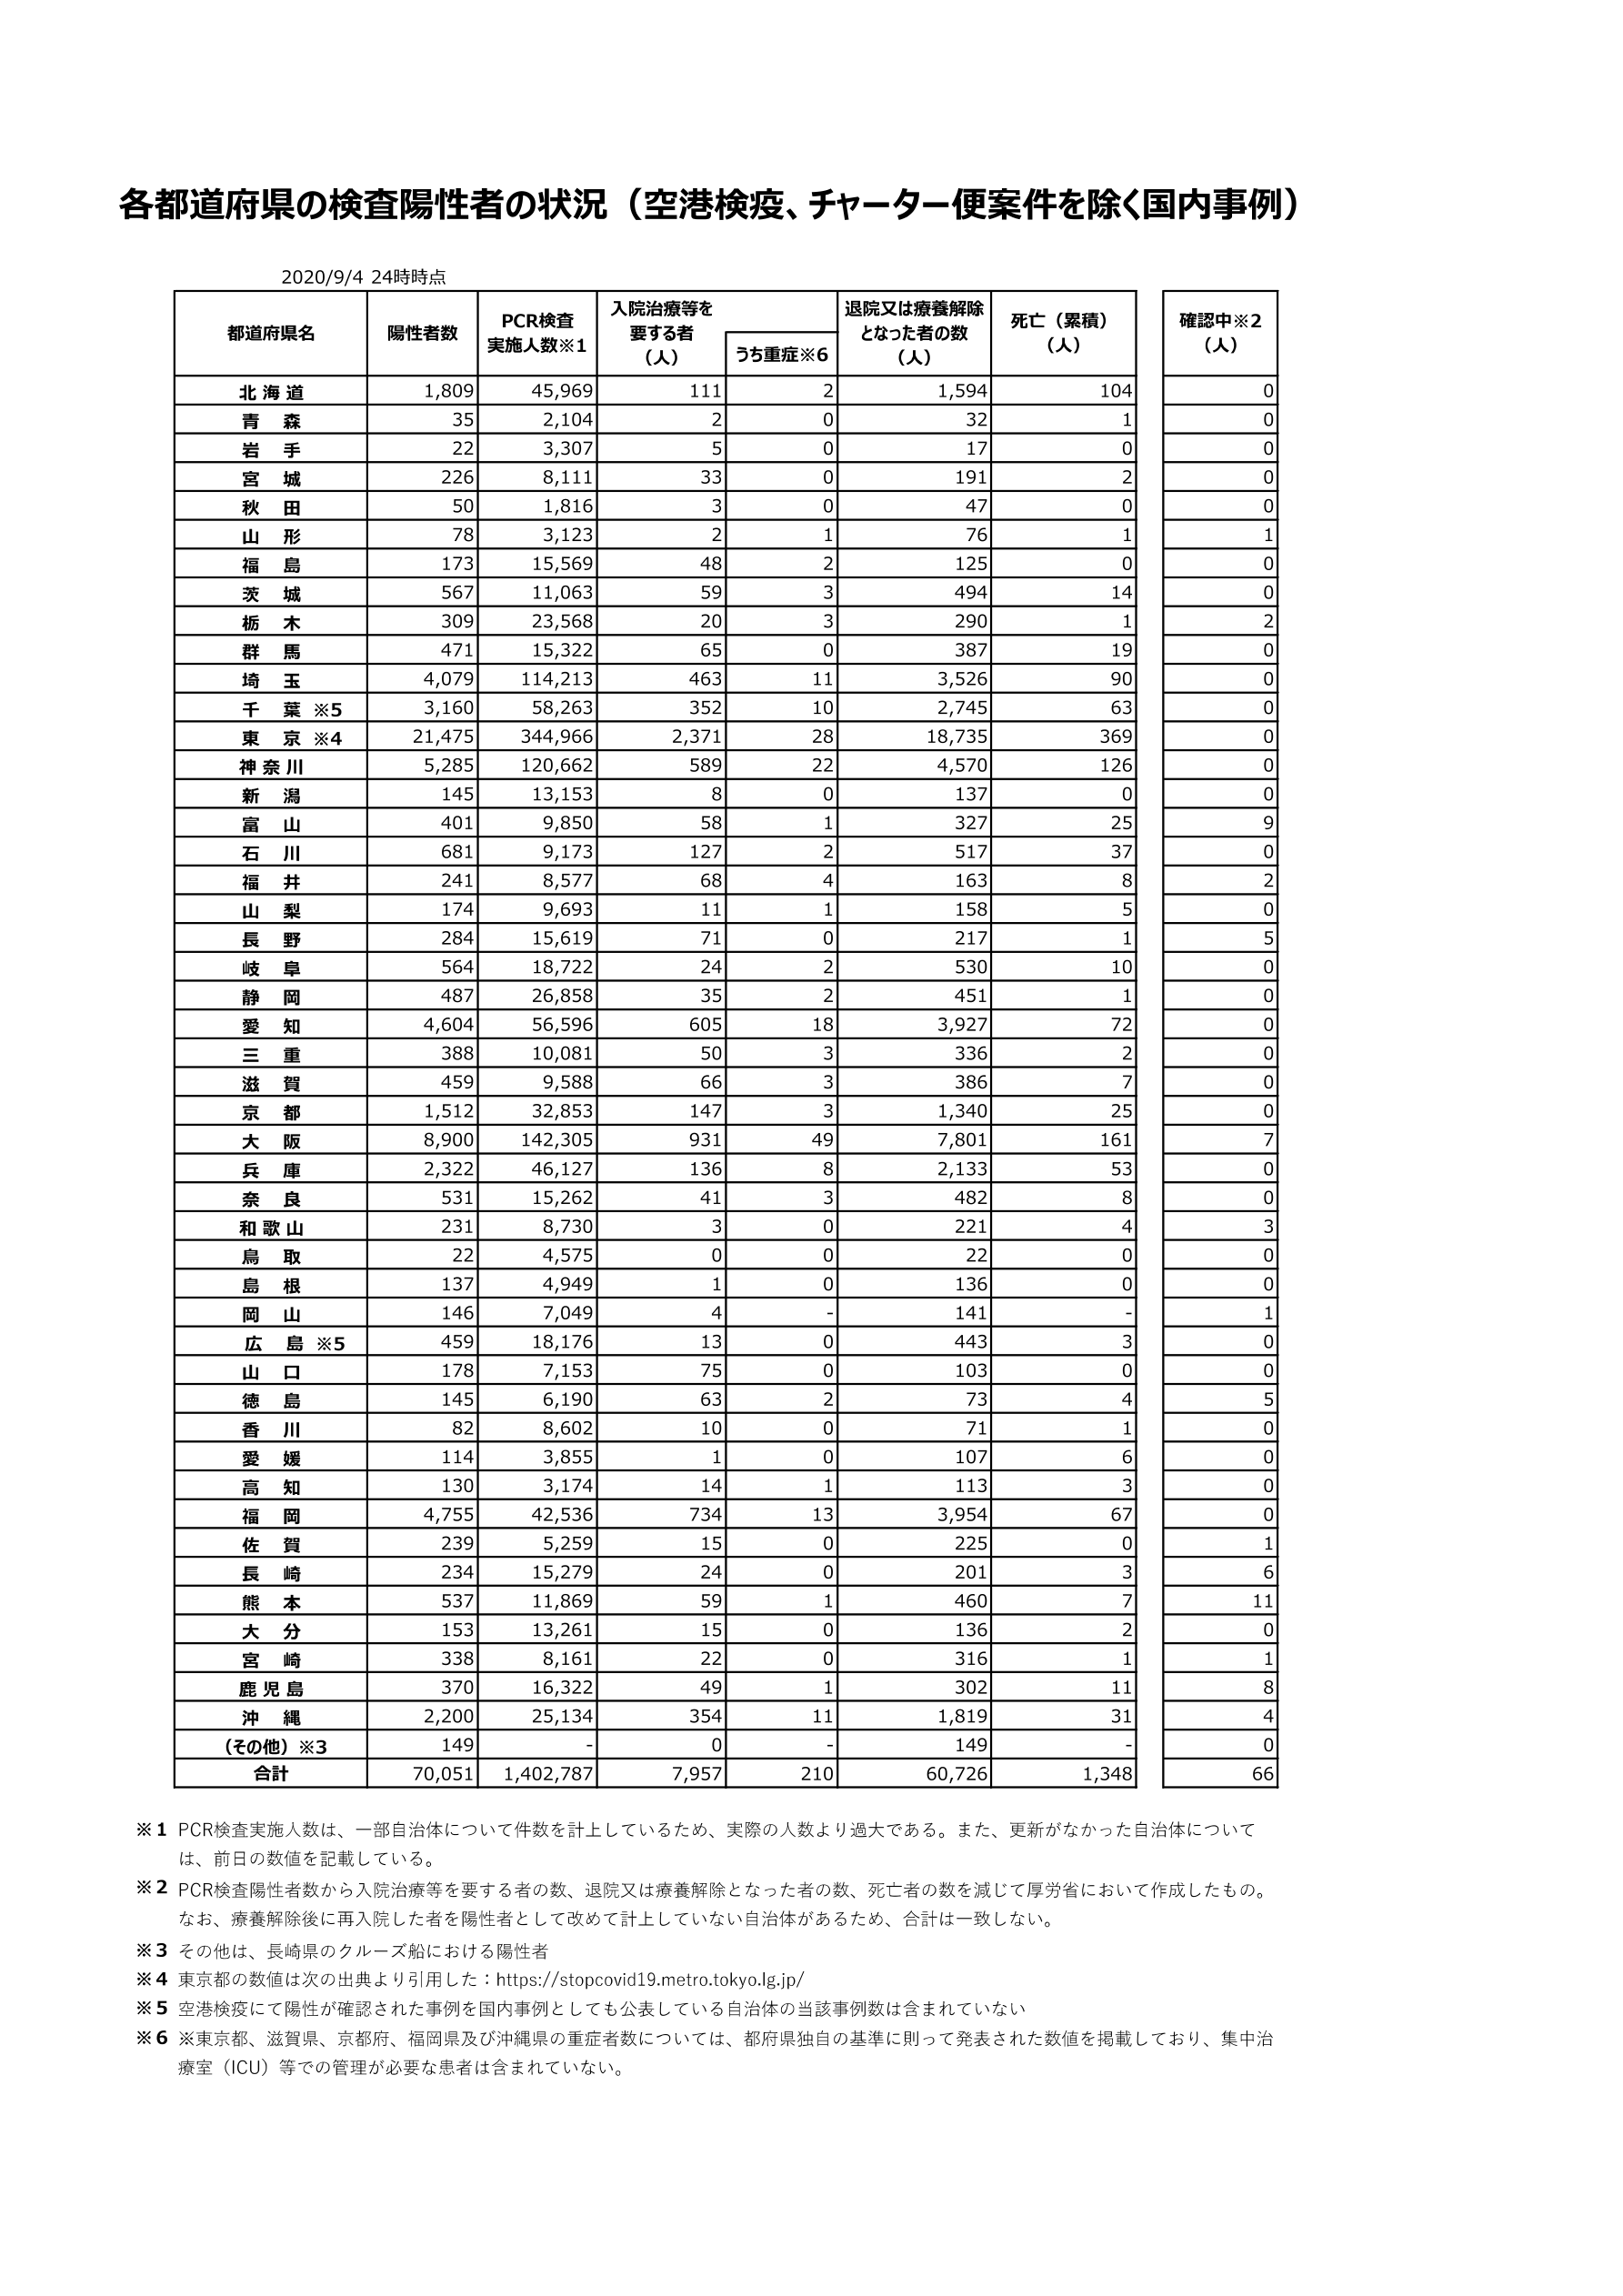 各都道府県の検査陽性者の状況（空港検疫、チャーター便案件を除く国内事例）
2020/9/4 24時時点
都道府県名 陽性者数 PCR検査実施人数※1 入院治療等を要する者（人） うち重症※6 退院又は療養解除となった者の数（人） 死亡（累積）（人） 確認中※2（人）
北海道 1,809 45,969 111 2 1,594 104 0
青森 35 2,104 2 0 32 1 0
岩手 22 3,307 5 0 17 0 0
宮城 226 8,111 33 0 191 2 0
秋田 50 1,816 3 0 47 0 0
山形 78 3,123 2 1 76 1 1
福島 173 15,569 48 2 125 0 0
茨城 567 11,063 59 3 494 14 0
栃木 309 23,568 20 3 290 1 2
群馬 471 15,322 65 0 387 19 0
埼玉 4,079 114,213 463 11 3,526 90 0
千葉 ※5 3,160 58,263 352 10 2,745 63 0
東京 ※4 21,475 344,966 2,371 28 18,735 369 0
神奈川 5,285 120,662 589 22 4,570 126 0
新潟 145 13,153 8 0 137 0 0
富山 401 9,850 58 1 327 25 9
石川 681 9,173 127 2 517 37 0
福井 241 8,577 68 4 163 8 2
山梨 174 9,693 11 1 158 5 0
長野 284 15,619 71 0 217 1 5
岐阜 564 18,722 24 2 530 10 0
静岡 487 26,858 35 2 451 1 0
愛知 4,604 56,596 605 18 3,927 72 0
三重 388 10,081 50 3 336 2 0
滋賀 459 9,588 66 3 386 7 0
京都 1,512 32,853 147 3 1,340 25 0
大阪 8,900 142,305 931 49 7,801 161 7
兵庫 2,322 46,127 136 8 2,133 53 0
奈良 531 15,262 41 3 482 8 0
和歌山 231 8,730 3 0 221 4 3
鳥取 22 4,575 0 0 22 0 0
島根 137 4,949 1 0 136 0 0
岡山 146 7,049 4 - 141 - 1
広島 ※5 459 18,176 13 0 443 3 0
山口 178 7,153 75 0 103 0 0
徳島 145 6,190 63 2 73 4 5
香川 82 8,602 10 0 71 1 0
愛媛 114 3,855 1 0 107 6 0
高知 130 3,174 14 1 113 3 0
福岡 4,755 42,536 734 13 3,954 67 0
佐賀 239 5,259 15 0 225 0 1
長崎 234 15,279 24 0 201 3 6
熊本 537 11,869 59 1 460 7 11
大分 153 13,261 15 0 136 2 0
宮崎 338 8,161 22 0 316 1 1
鹿児島 370 16,322 49 1 302 11 8
沖縄 2,200 25,134 354 11 1,819 31 4
（その他）※3 149 - 0 - 149 - 0
合計 70,051 1,402,787 7,957 210 60,726 1,348 66
※1 PCR検査実施人数は、一部自治体について件数を計上しているため、実際の人数より過大である。また、更新がなかった自治体について
は、前日の数値を記載している。
※2 PCR検査陽性者数から入院治療等を要する者の数、退院又は療養解除となった者の数、死亡者の数を減じて厚労省において作成したもの。
なお、療養解除後に再入院した者を陽性者として改めて計上していない自治体があるため、合計は一致しない。
※3 その他は、長崎県のクルーズ船における陽性者
※4 東京都の数値は次の出典より引用した：https://stopcovid19.metro.tokyo.lg.jp/
※5 空港検疫にて陽性が確認された事例を国内事例としても公表している自治体の当該事例数は含まれていない
※6 ※東京都、滋賀県、京都府、福岡県及び沖縄県の重症者数については、都府県独自の基準に則って発表された数値を掲載しており、集中治
療室（ICU）等での管理が必要な患者は含まれていない。